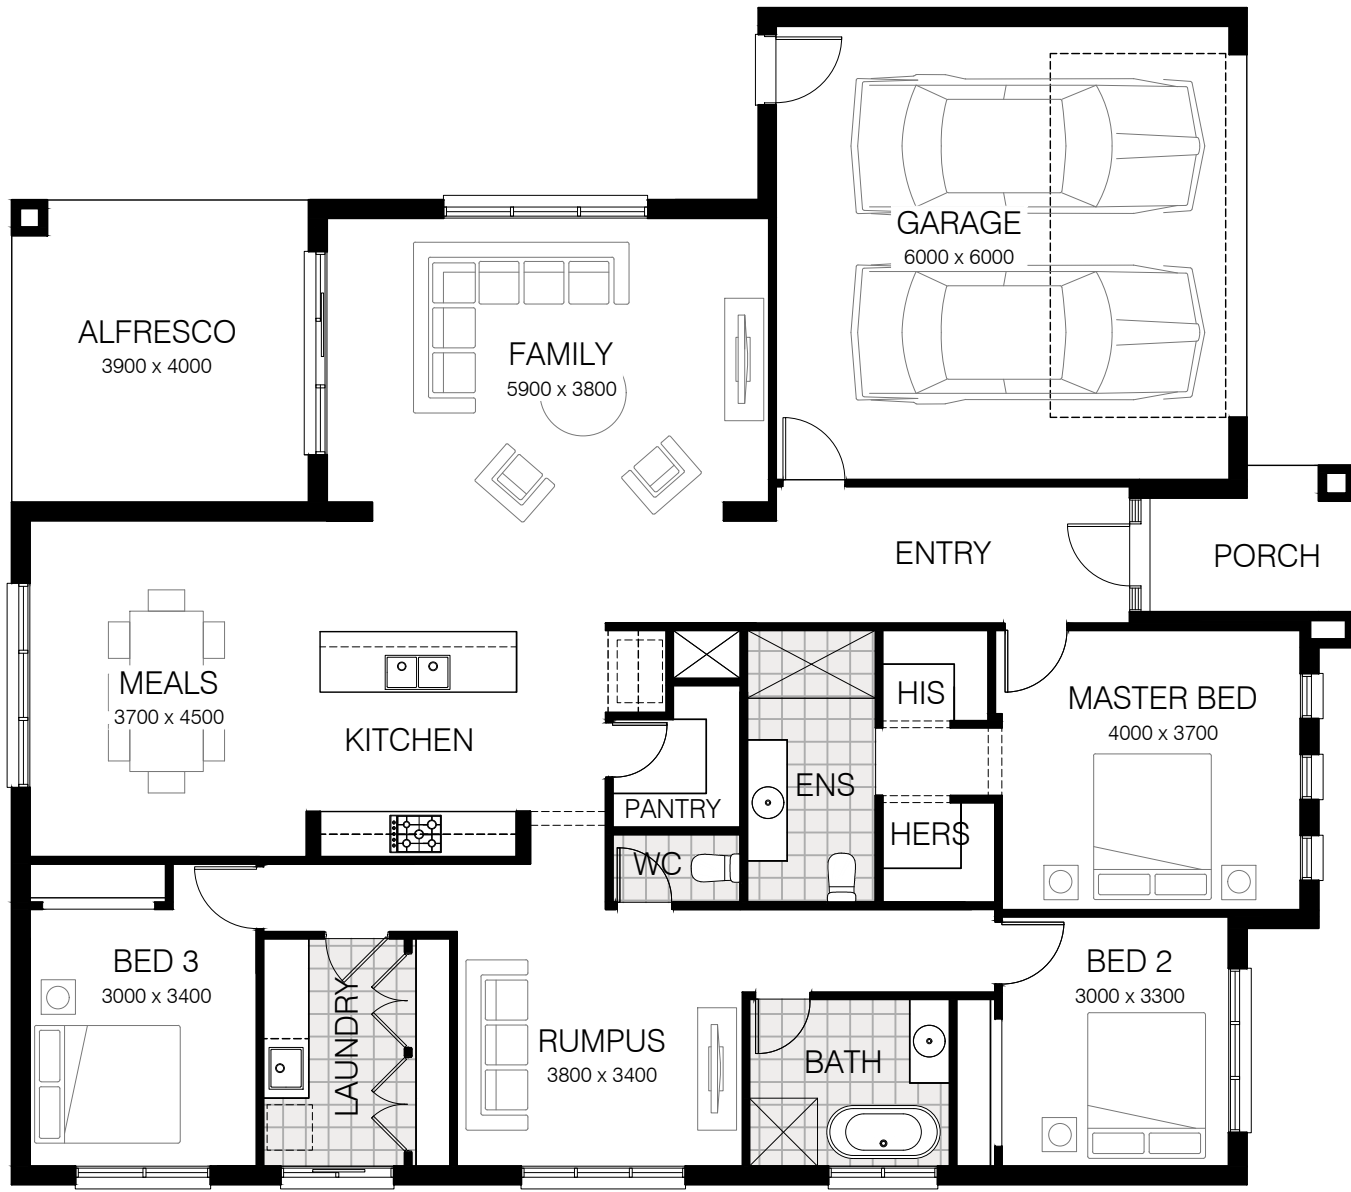 GARAGE
6000 x 6000
ALFRESCO
3900 x 4000
FAMILY
5900 x 3800
ENTRY
PORCH
MEALS
3700 x 4500
KITCHEN
HIS
MASTER BED
4000 x 3700
ENS
PANTRY
HERS
WC
BED 3
3000 x 3400
LAUNDRY
RUMPUS
3800 x 3400
BATH
BED 2
3000 x 3300